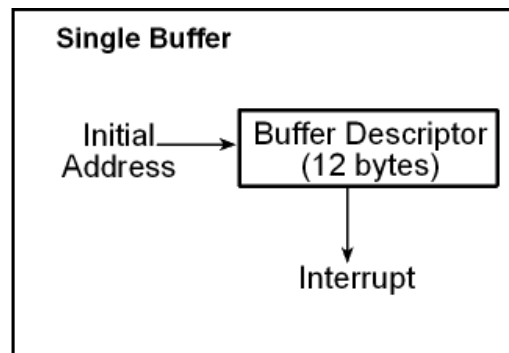 Single Buffer
Initial
Address
Buffer Descriptor
(12 bytes)
Interrupt